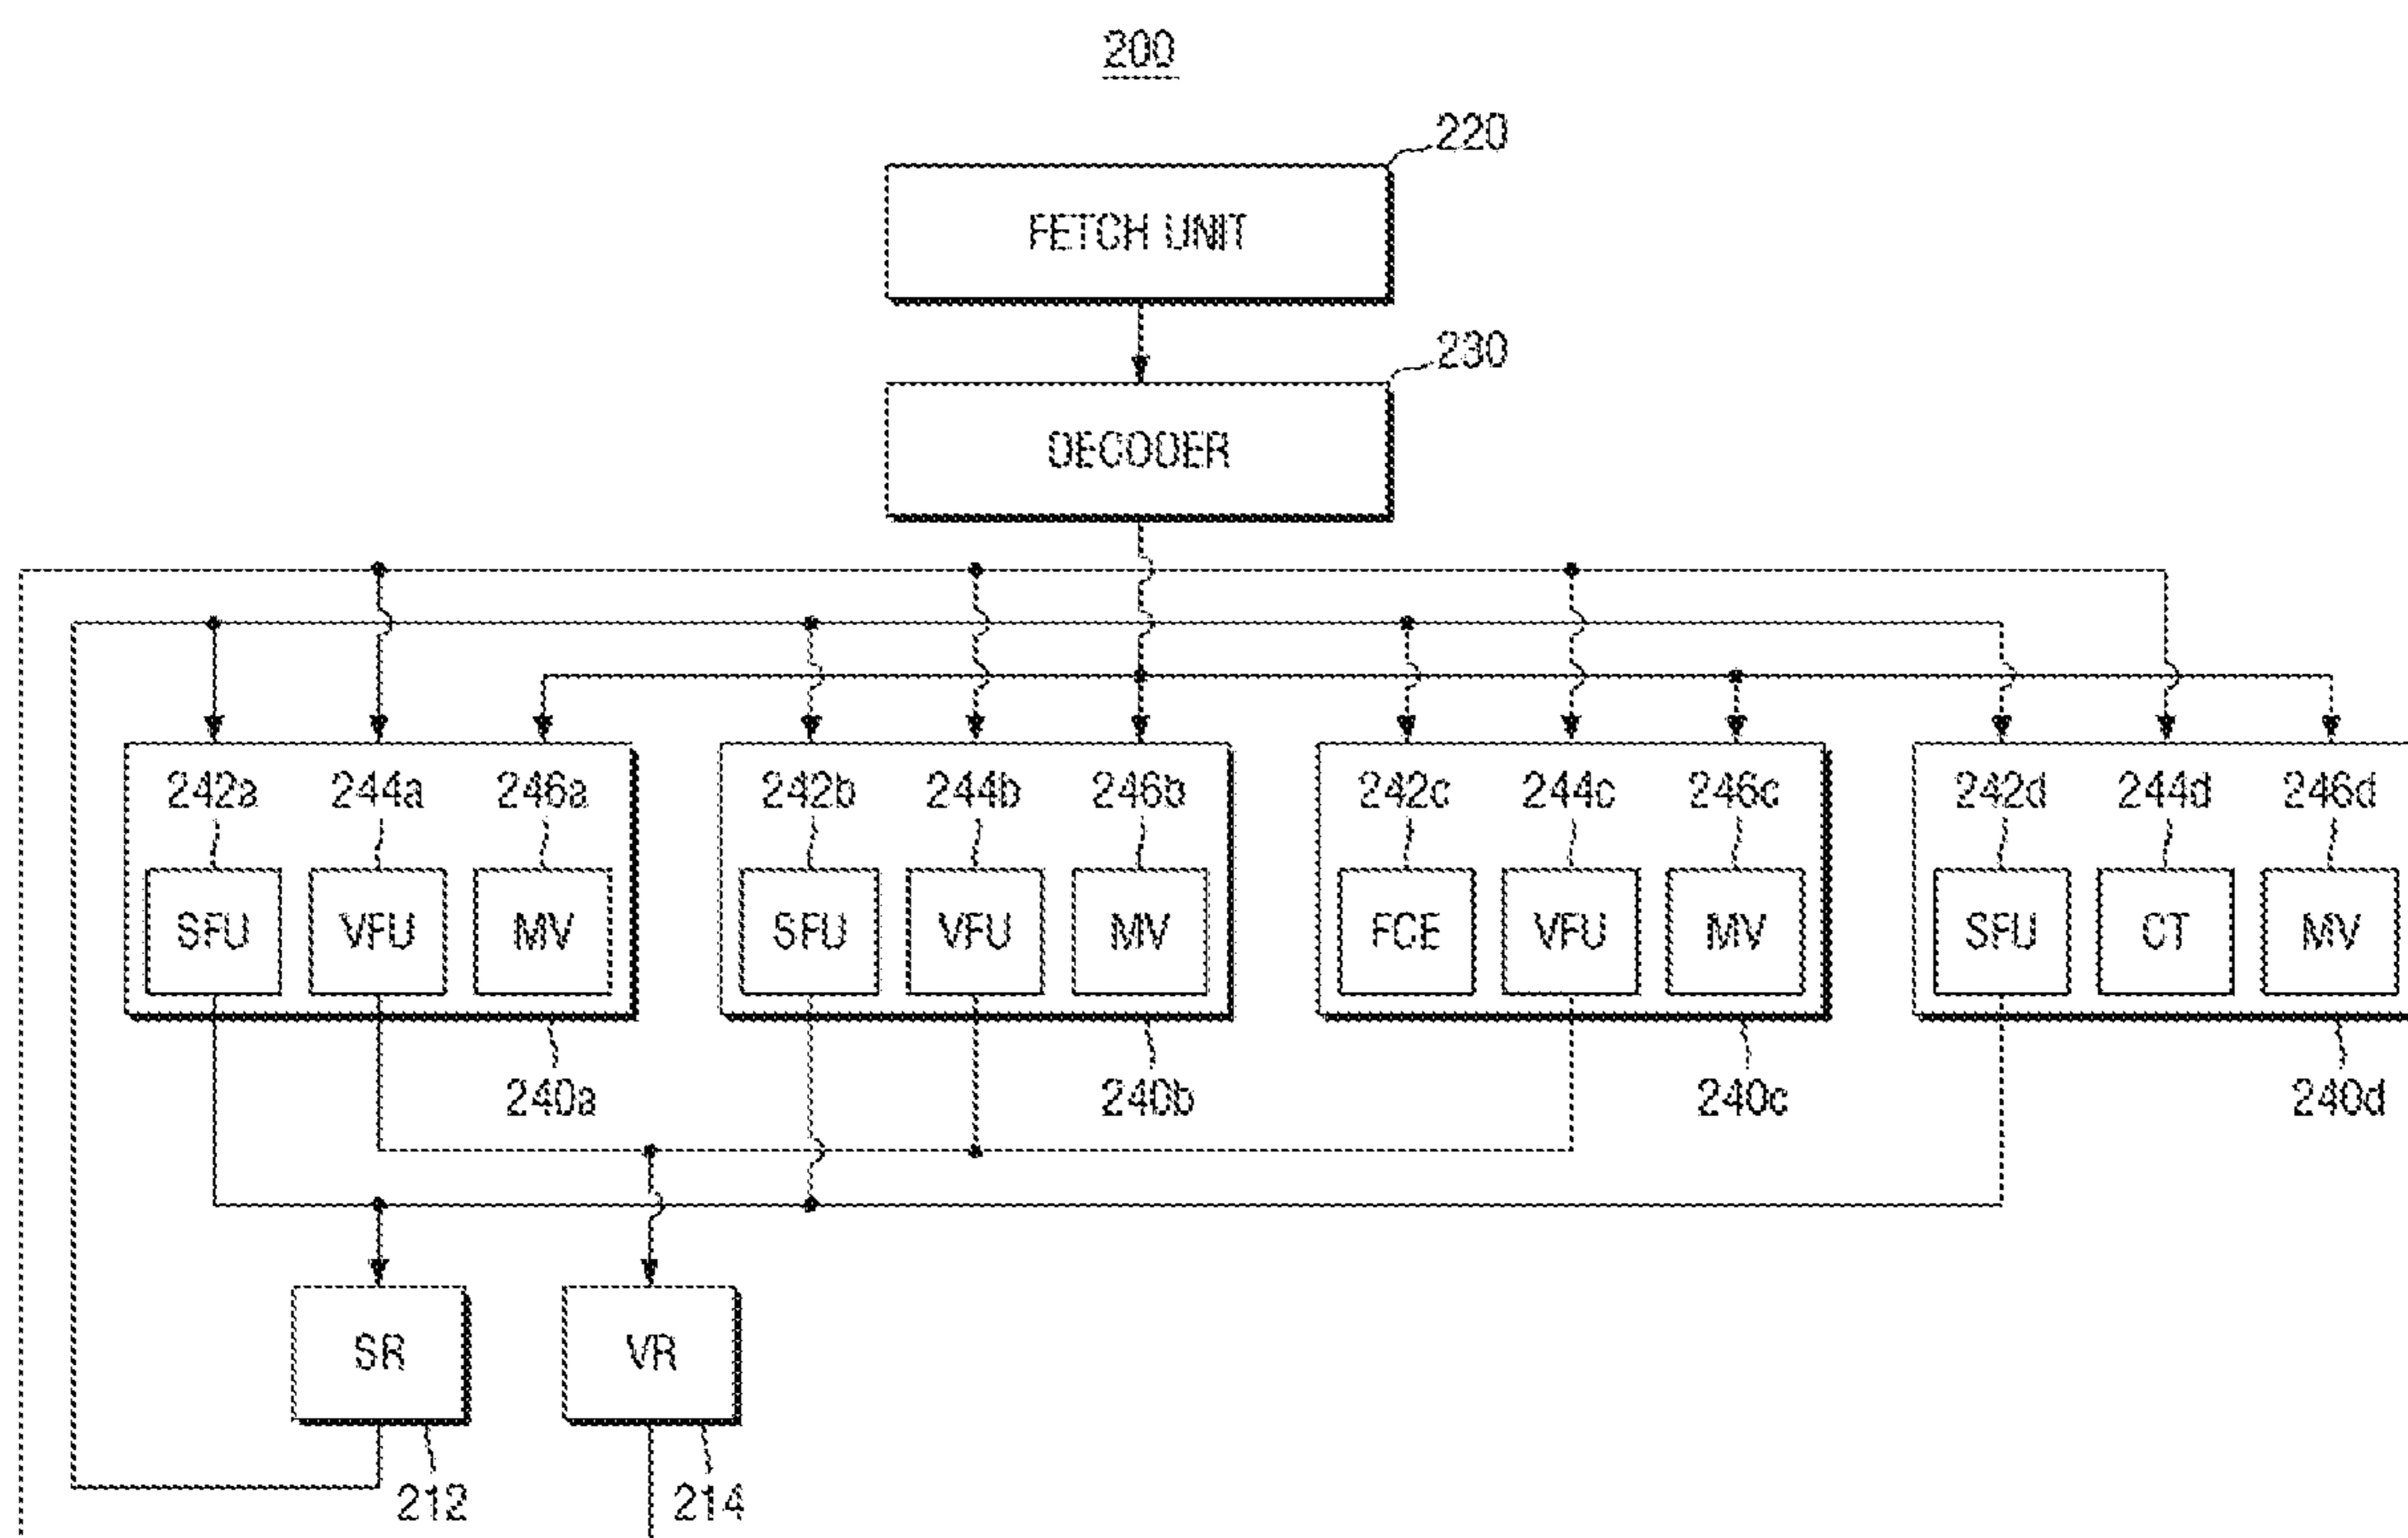 200
220
FETCH UNIT
230
DECODER
242a 244a 246a 242b 244b 246b 242c 244c 246c 242d 244d 246d
SFU VFU MV SFU VFU MV FCE VFU MV SFU CT MV
240a 240b 240c 240d
SR VR
212 214